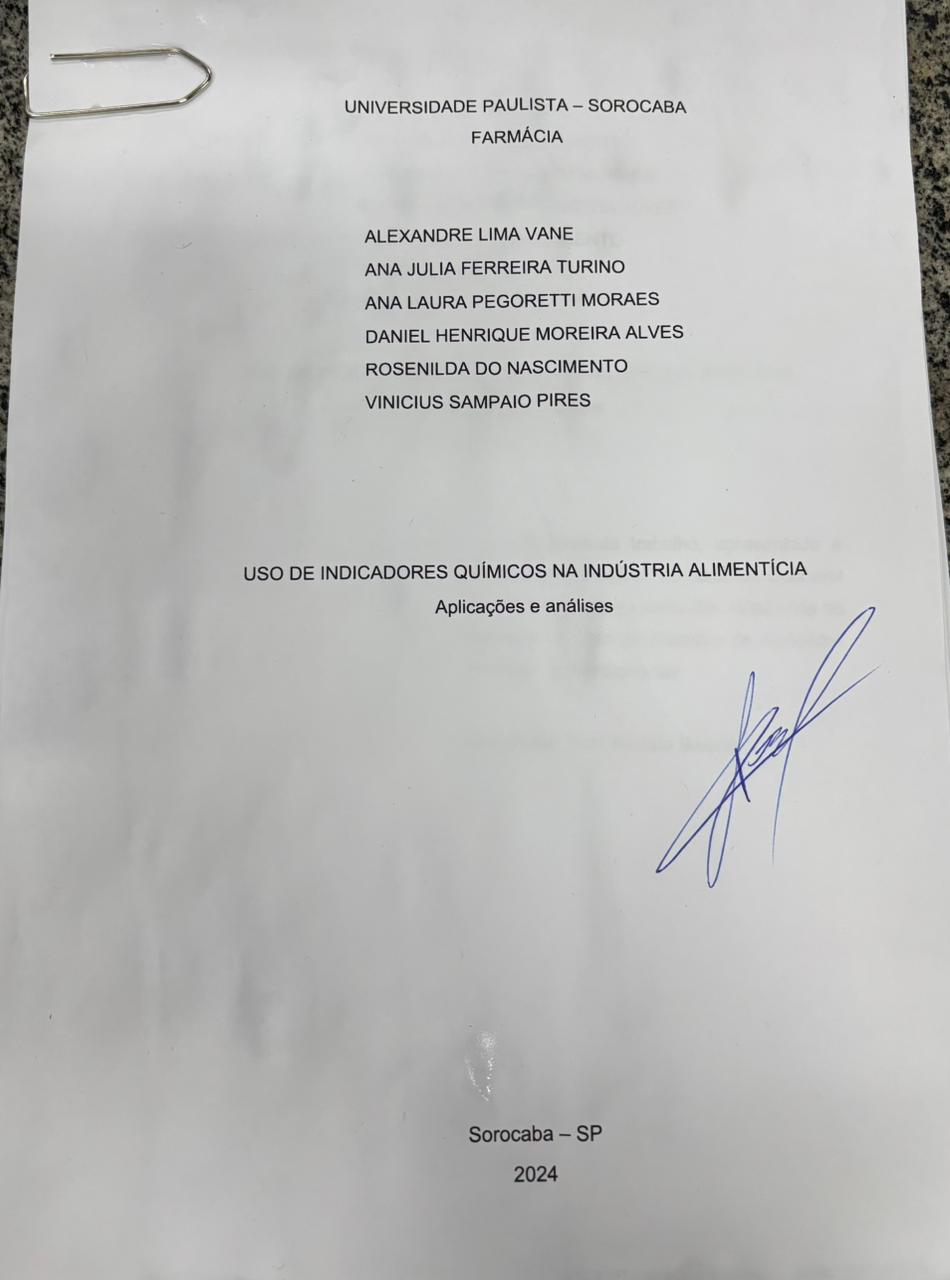 UNIVERSIDADE PAULISTA – SOROCABA
FARMÁCIA
ALEXANDRE LIMA VANE
ANA JULIA FERREIRA TURINO
ANA LAURA PEGORETTI MORAES
DANIEL HENRIQUE MOREIRA ALVES
ROSENILDA DO NASCIMENTO
VINICIUS SAMPAIO PIRES
USO DE INDICADORES QUÍMICOS NA INDÚSTRIA ALIMENTÍCIA
Aplicações e análises
Sorocaba – SP
2024